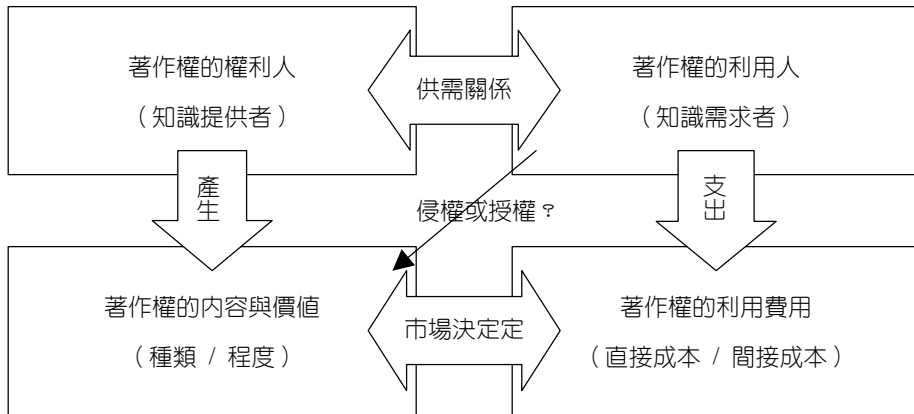 著作權的權利人
（知識提供者）
供需關係
著作權的利用人
（知識需求者）
產生
侵權或授權？
支出
著作權的內容與價值
（種類 / 程度）
市場決定定
著作權的利用費用
（直接成本 / 間接成本）